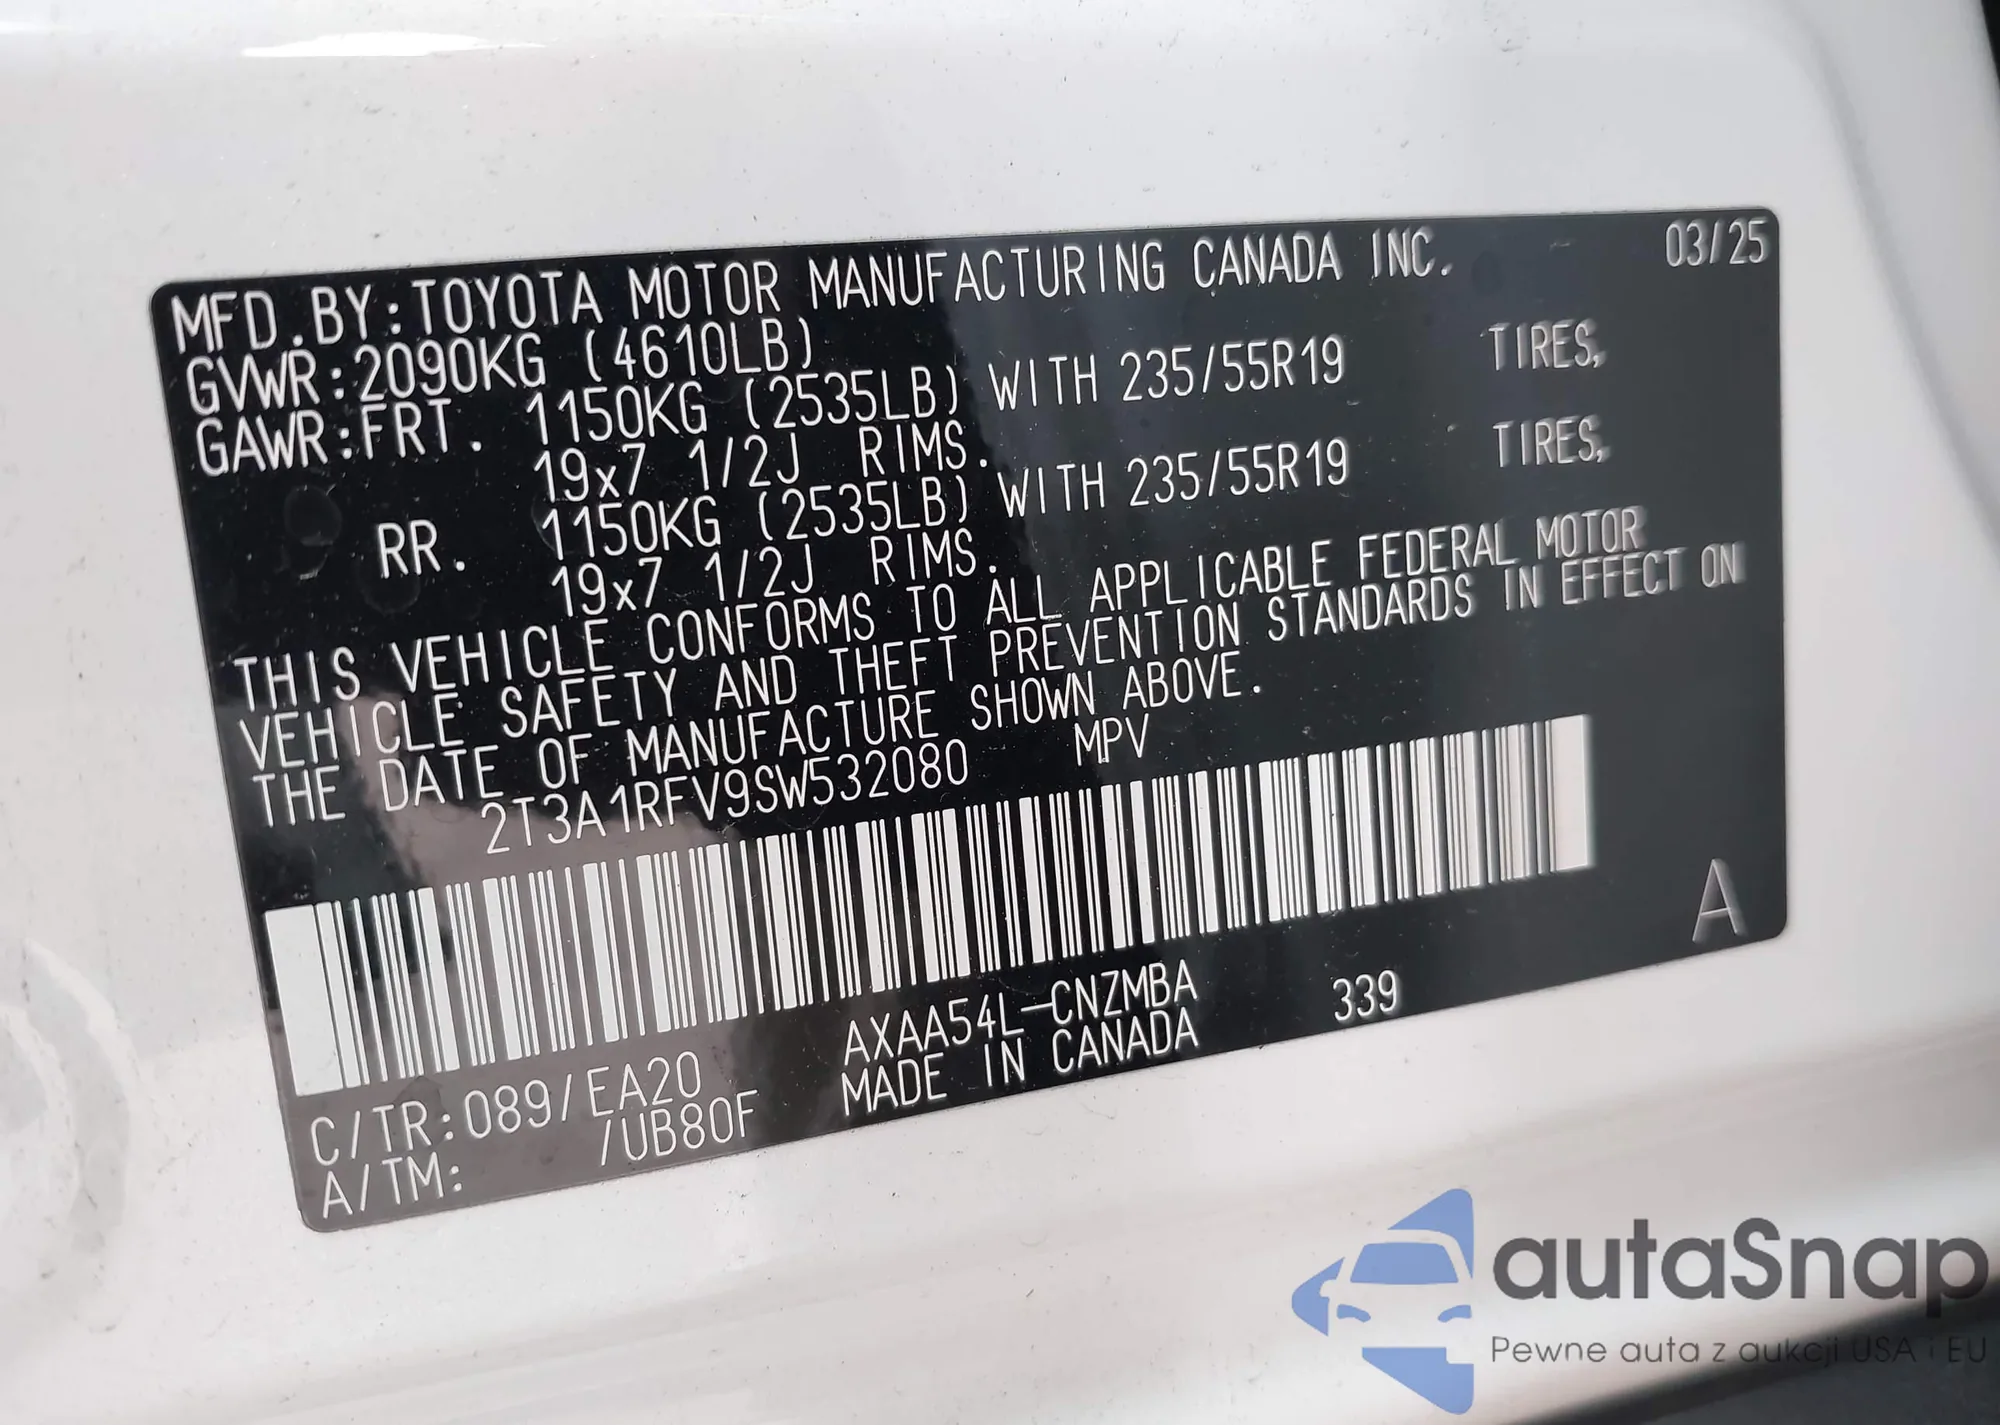 MFD.BY:TOYOTA MOTOR MANUFACTURING CANADA INC. 03/25
GVWR:2090KG (4610LB)
GAWR:FRT. 1150KG (2535LB) WITH 235/55R19 TIRES,
19x7 1/2J RIMS.
RR. 1150KG (2535LB) WITH 235/55R19 TIRES,
19x7 1/2J RIMS.
THIS VEHICLE CONFORMS TO ALL APPLICABLE FEDERAL MOTOR
VEHICLE SAFETY AND THEFT PREVENTION STANDARDS IN EFFECT ON
THE DATE OF MANUFACTURE SHOWN ABOVE.
2T3A1RFV9SW532080 MPV
A
C/TR:089/EA20 AXAA54L-CNZMBA 339
A/TM: /UB80F MADE IN CANADA
autaSnap
Pewne auta z aukcji USA i EU